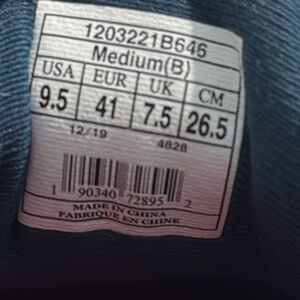 1203221B646
Medium(B)
USA EUR UK CM
9.5 41 7.5 26.5
12/19 4828
1 90340 72895 2
MADE IN CHINA
FABRIQUE EN CHINE